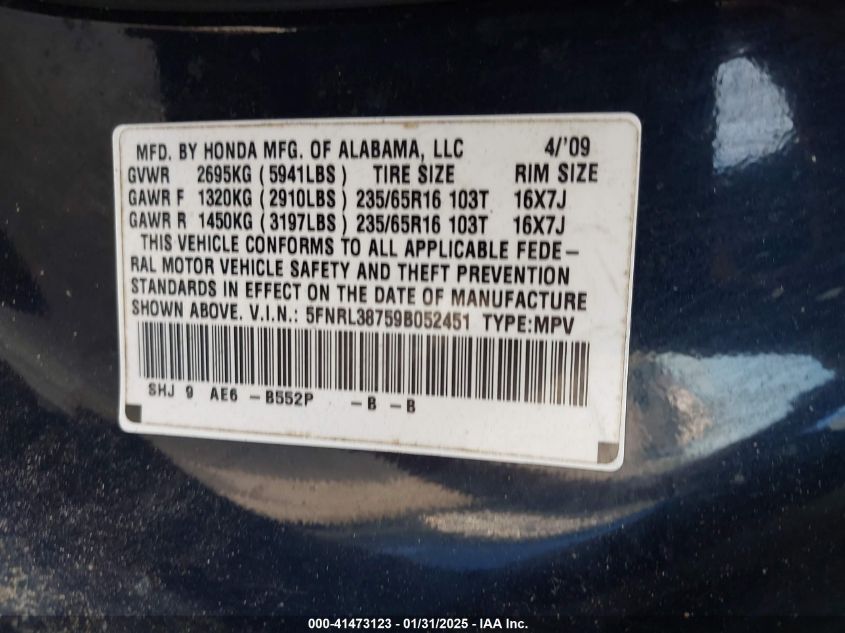 MFD. BY HONDA MFG. OF ALABAMA, LLC 4/'09
GVWR 2695KG (5941LBS) TIRE SIZE RIM SIZE
GAWR F 1320KG (2910LBS) 235/65R16 103T 16X7J
GAWR R 1450KG (3197LBS) 235/65R16 103T 16X7J
THIS VEHICLE CONFORMS TO ALL APPLICABLE FEDE-
RAL MOTOR VEHICLE SAFETY AND THEFT PREVENTION
STANDARDS IN EFFECT ON THE DATE OF MANUFACTURE
SHOWN ABOVE. V.I.N.: 5FNRL38759B052451 TYPE:MPV
SHJ 9 AE6 -B552P -B -B
000-41473123 - 01/31/2025 - IAA Inc.